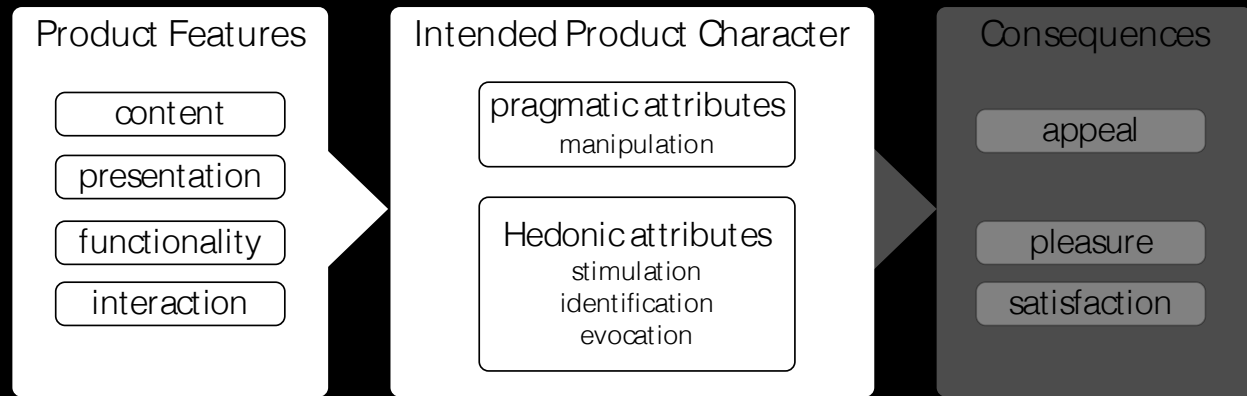 Product Features
content
presentation
functionality
interaction
Intended Product Character
pragmatic attributes
manipulation
Hedonic attributes
stimulation
identification
evocation
Consequences
appeal
pleasure
satisfaction